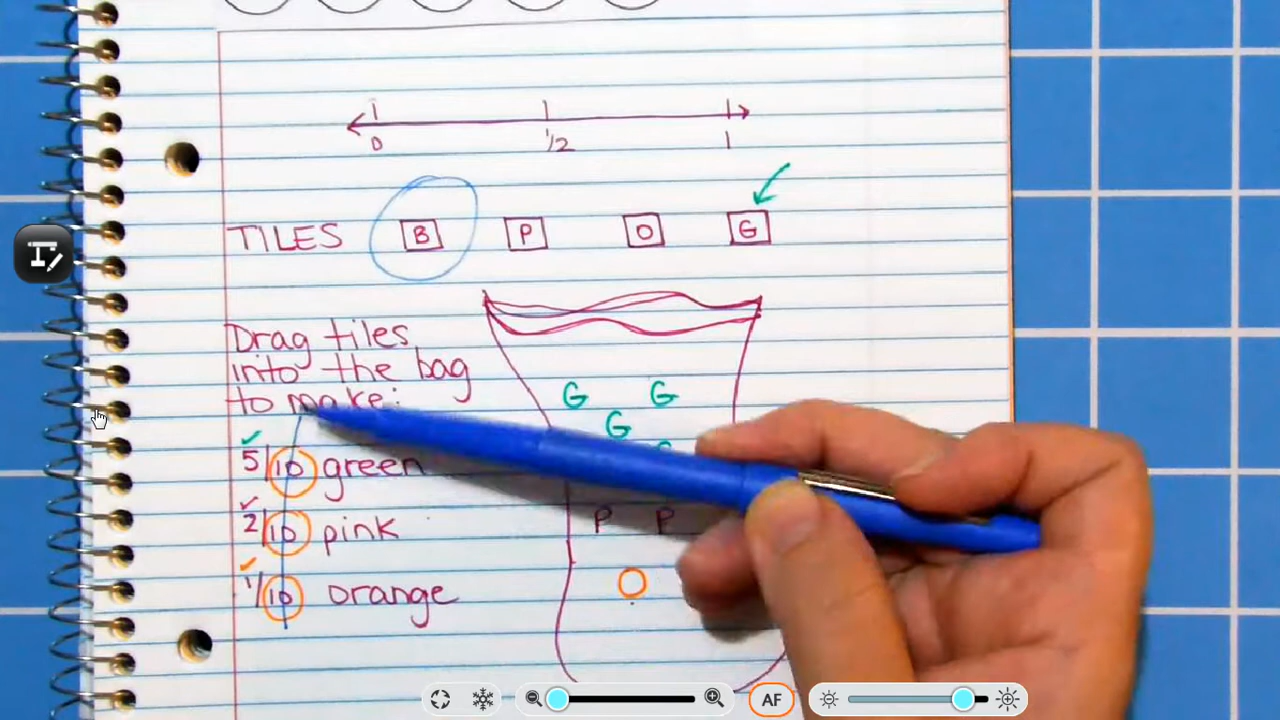 0 1/2 1
TILES B P O G
Drag tiles
into the bag
to make:
5/10 green
2/10 pink
1/10 orange
G G
G
P P
O
AF